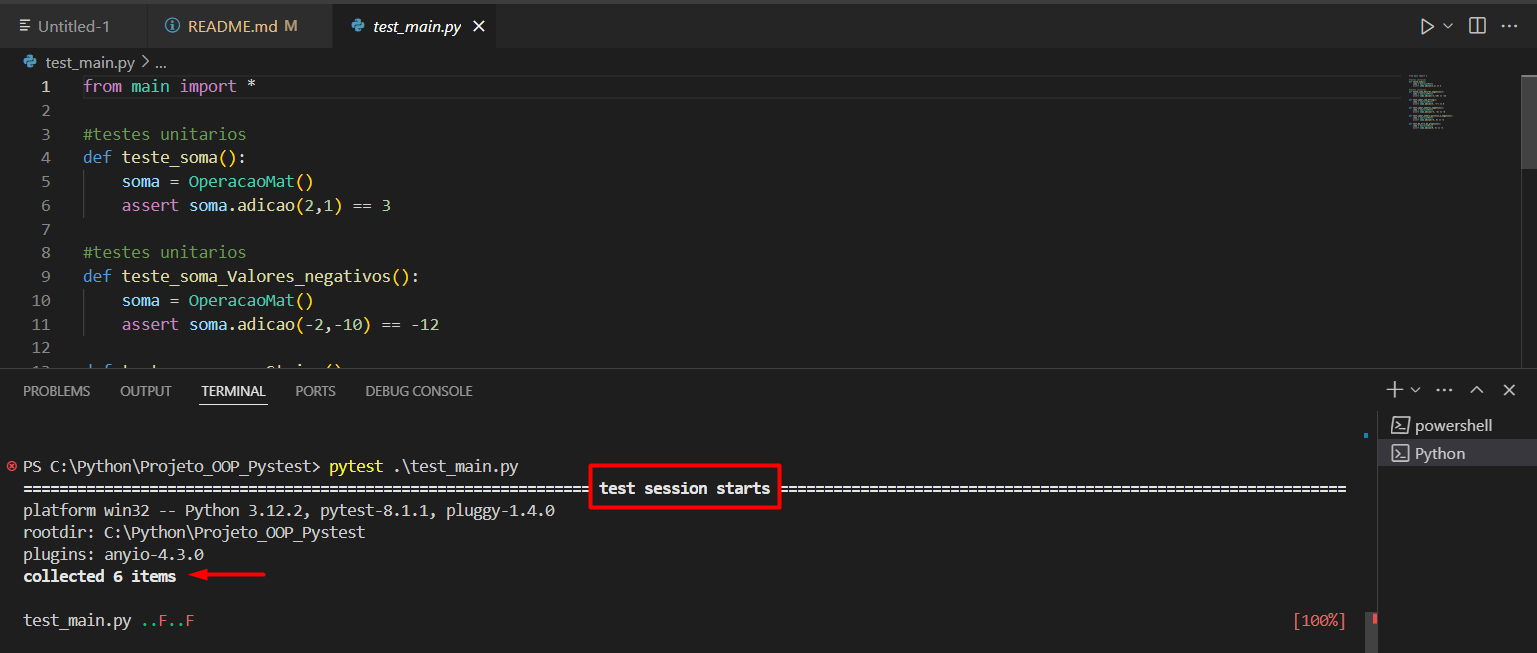 Untitled-1 README.md M test_main.py
test_main.py > ...
1 from main import *
2
3 #testes unitarios
4 def teste_soma():
5 soma = OperacaoMat()
6 assert soma.adicao(2,1) == 3
7
8 #testes unitarios
9 def teste_soma_Valores_negativos():
10 soma = OperacaoMat()
11 assert soma.adicao(-2,-10) == -12
12
PROBLEMS OUTPUT TERMINAL PORTS DEBUG CONSOLE
powershell
Python
PS C:\Python\Projeto_OOP_Pystest> pytest .\test_main.py
=============================================================== test session starts ===============================================================
platform win32 -- Python 3.12.2, pytest-8.1.1, pluggy-1.4.0
rootdir: C:\Python\Projeto_OOP_Pystest
plugins: anyio-4.3.0
collected 6 items
test_main.py ..F..F [100%]